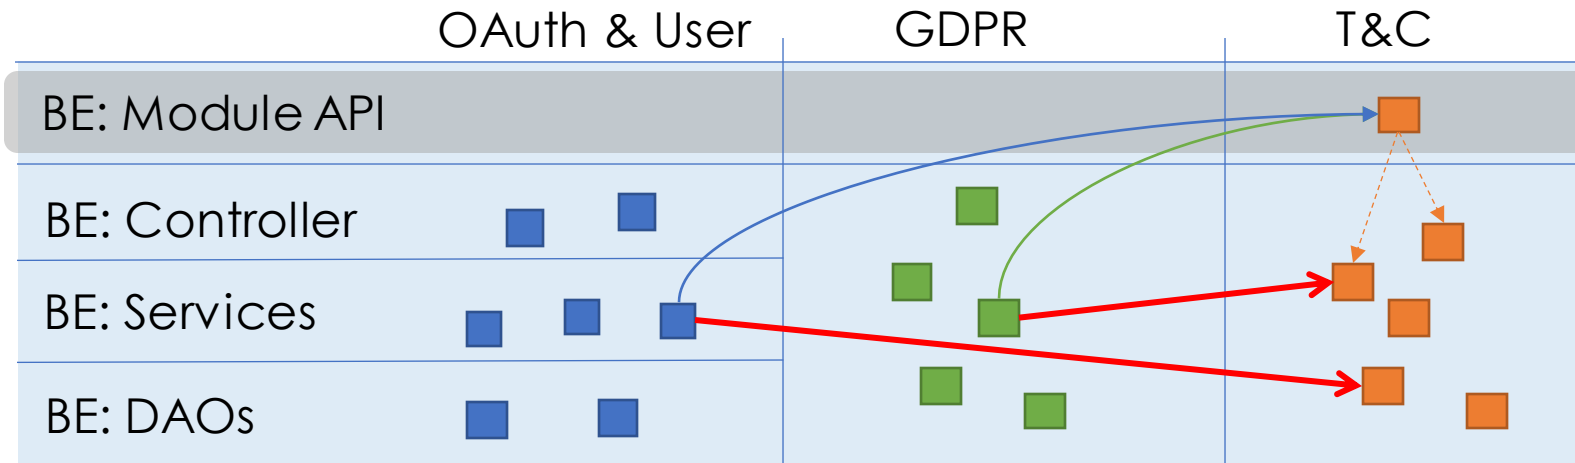 OAuth & User GDPR T&C
BE: Module API
BE: Controller
BE: Services
BE: DAOs